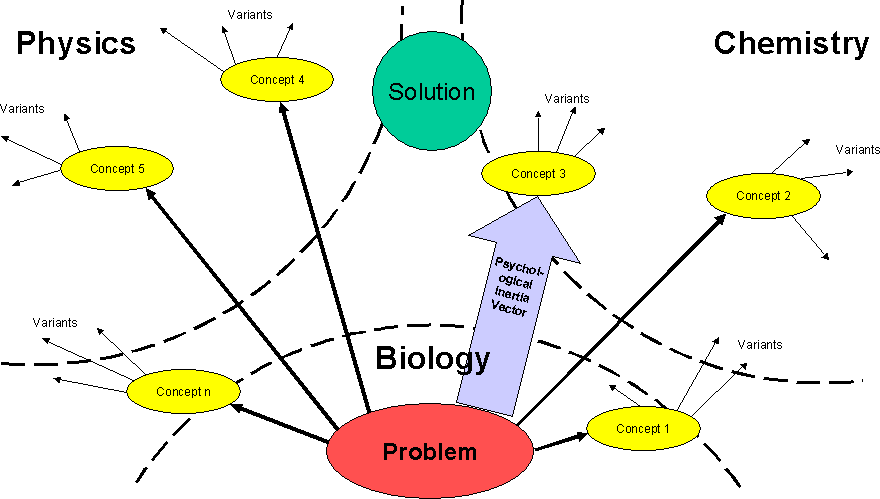 Variants
Physics
Chemistry
Concept 4
Solution
Variants
Variants
Variants
Concept 5
Concept 3
Concept 2
Psychol-
ogical
Inertia
Vector
Variants
Variants
Biology
Concept n
Concept 1
Problem